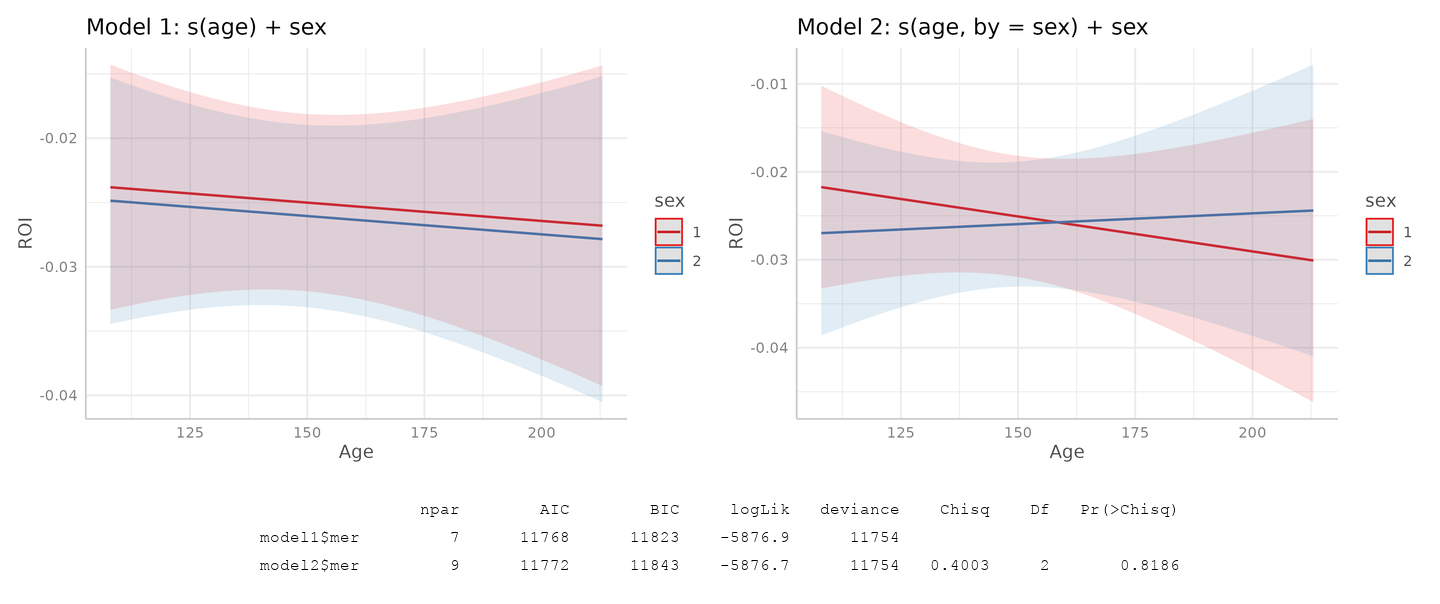 Model 1: s(age) + sex
-0.02
-0.03
-0.04
ROI
125 150 175 200
Age
sex
1
2
Model 2: s(age, by = sex) + sex
-0.01
-0.02
-0.03
-0.04
ROI
125 150 175 200
Age
sex
1
2
npar AIC BIC logLik deviance Chisq Df Pr(>Chisq)
model1$mer 7 11768 11823 -5876.9 11754
model2$mer 9 11772 11843 -5876.7 11754 0.4003 2 0.8186